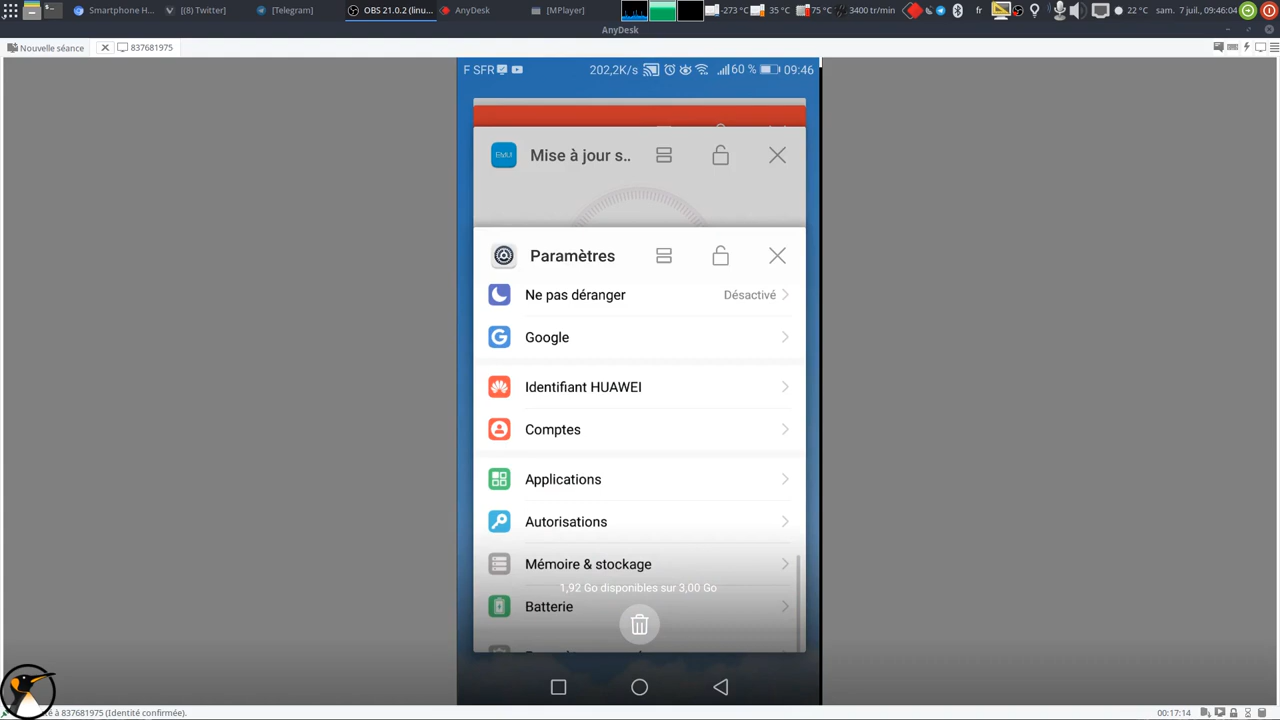 Smartphone H...
[(8) Twitter]
[Telegram]
OBS 21.0.2 (linu...
AnyDesk
[MPlayer]
273 °C
35 °C
75 °C
3400 tr/min
fr
22 °C
sam. 7 juil., 09:46:04
AnyDesk
Nouvelle séance
837681975
F SFR
202,2K/s
60 %
09:46
EMUI
Mise à jour s..
Paramètres
Ne pas déranger
Désactivé
Google
Identifiant HUAWEI
Comptes
Applications
Autorisations
Mémoire & stockage
1,92 Go disponibles sur 3,00 Go
Batterie
à 837681975 (Identité confirmée).
00:17:14